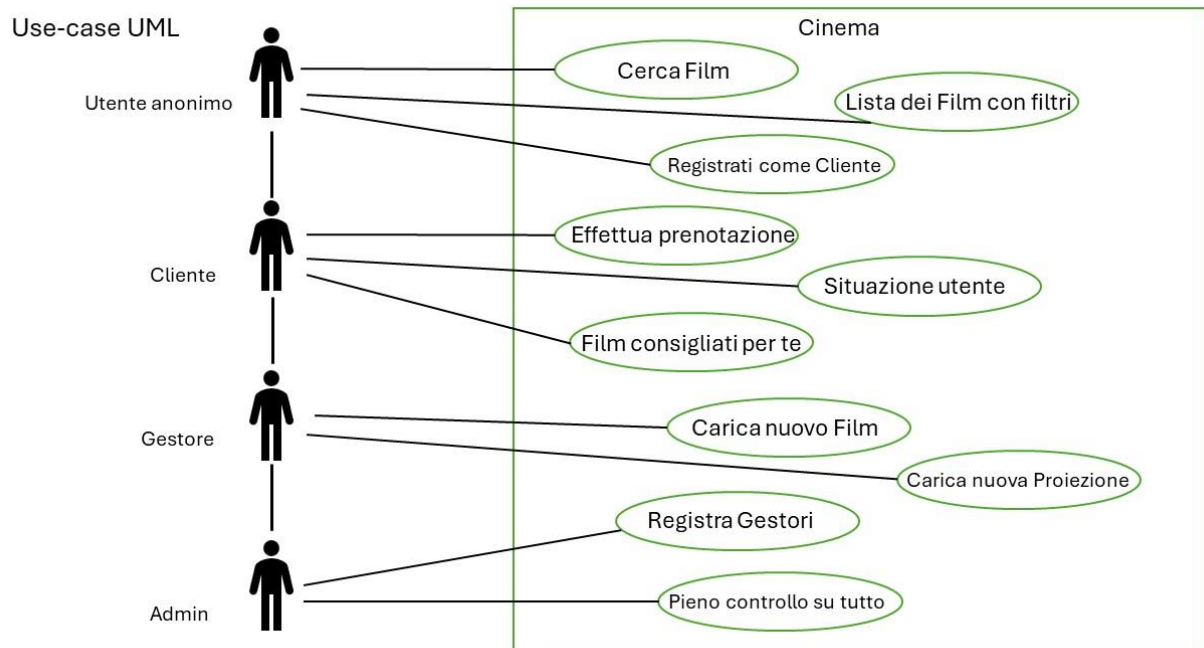 Use-case UML
Cinema
Cerca Film
Utente anonimo
Lista dei Film con filtri
Registrati come Cliente
Effettua prenotazione
Cliente
Situazione utente
Film consigliati per te
Gestore
Carica nuovo Film
Carica nuova Proiezione
Registra Gestori
Admin
Pieno controllo su tutto